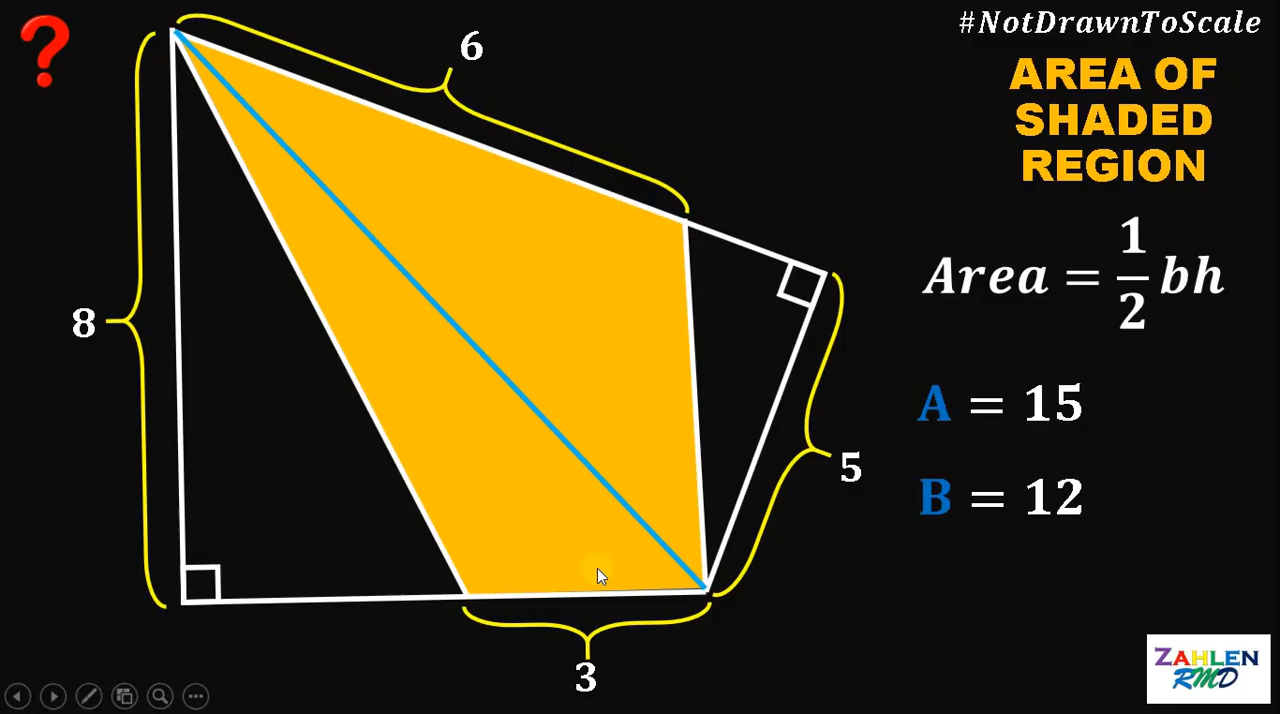 ❓
#NotDrawnToScale
6
AREA OF
SHADED
REGION
Area = 1/2 bh
8
A = 15
5
B = 12
3
ZAHLEN
RMD